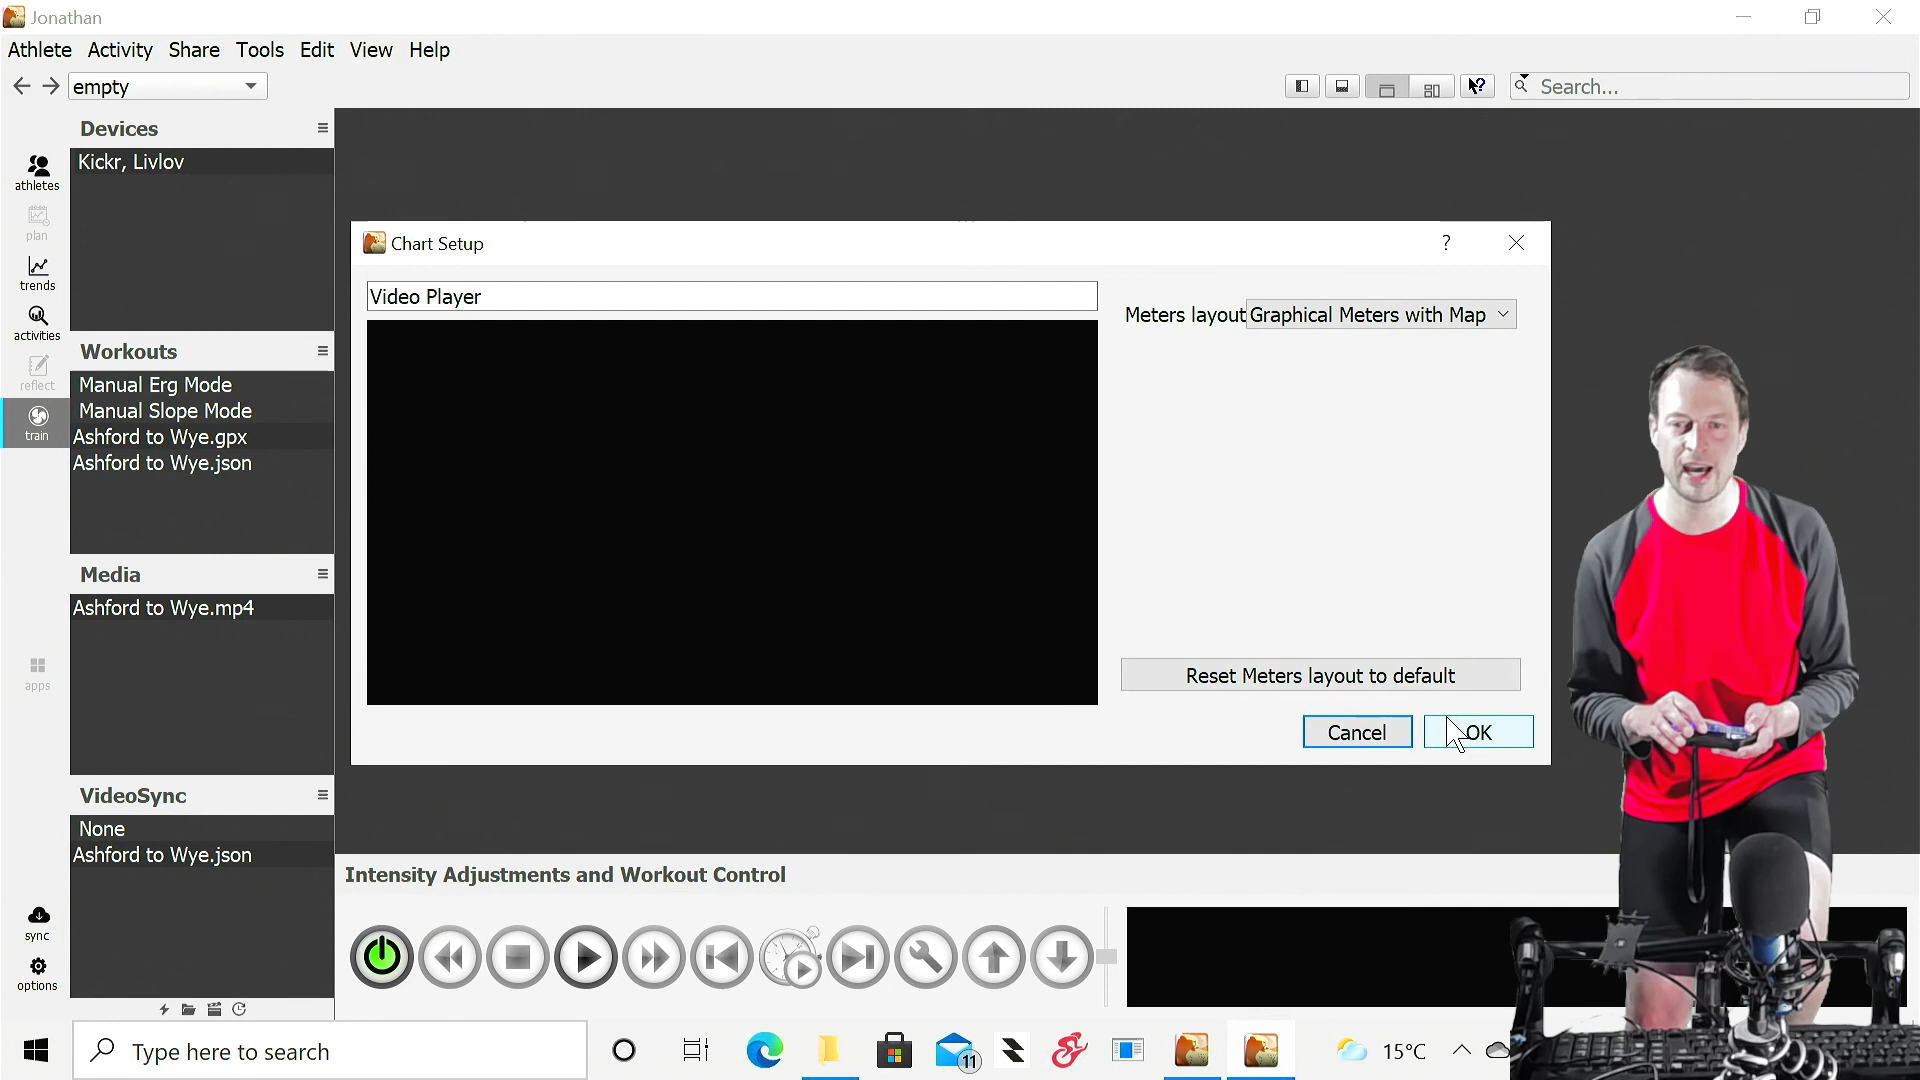 Jonathan
Athlete Activity Share Tools Edit View Help
empty
Search...
Devices
Kickr, Livlov
athletes
plan
trends
activities
reflect
train
apps
sync
options
Workouts
Manual Erg Mode
Manual Slope Mode
Ashford to Wye.gpx
Ashford to Wye.json
Media
Ashford to Wye.mp4
VideoSync
None
Ashford to Wye.json
Chart Setup
?
Video Player
Meters layout Graphical Meters with Map
Reset Meters layout to default
Cancel
OK
Intensity Adjustments and Workout Control
Type here to search
11
15°C